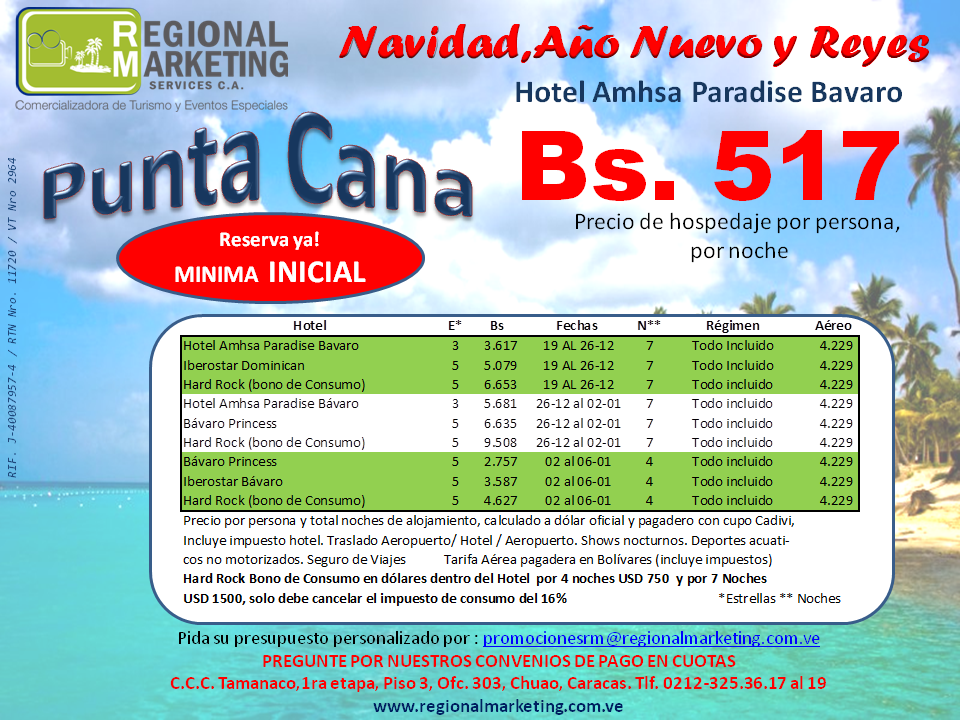 REGIONAL
MARKETING
SERVICES C.A.
Comercializadora de Turismo y Eventos Especiales
Navidad,Año Nuevo y Reyes
Hotel Amhsa Paradise Bavaro
Punta Cana
Bs. 517
Precio de hospedaje por persona,
por noche
Reserva ya!
MINIMA INICIAL
RIF. J-40087957-4 / RTN Nro. 11720 / VT Nro 2964
Hotel E* Bs Fechas N** Régimen Aéreo
Hotel Amhsa Paradise Bavaro 3 3.617 19 AL 26-12 7 Todo Incluido 4.229
Iberostar Dominican 5 5.079 19 AL 26-12 7 Todo Incluido 4.229
Hard Rock (bono de Consumo) 5 6.653 19 AL 26-12 7 Todo incluido 4.229
Hotel Amhsa Paradise Bávaro 3 5.681 26-12 al 02-01 7 Todo incluido 4.229
Bávaro Princess 5 6.635 26-12 al 02-01 7 Todo incluido 4.229
Hard Rock (bono de Consumo) 5 9.508 26-12 al 02-01 7 Todo incluido 4.229
Bávaro Princess 5 2.757 02 al 06-01 4 Todo incluido 4.229
Iberostar Bávaro 5 3.587 02 al 06-01 4 Todo incluido 4.229
Hard Rock (bono de Consumo) 5 4.627 02 al 06-01 4 Todo incluido 4.229
Precio por persona y total noches de alojamiento, calculado a dólar oficial y pagadero con cupo Cadivi,
Incluye impuesto hotel. Traslado Aeropuerto/ Hotel / Aeropuerto. Shows nocturnos. Deportes acuati-
cos no motorizados. Seguro de Viajes Tarifa Aérea pagadera en Bolívares (incluye impuestos)
Hard Rock Bono de Consumo en dólares dentro del Hotel por 4 noches USD 750 y por 7 Noches
USD 1500, solo debe cancelar el impuesto de consumo del 16% *Estrellas ** Noches
Pida su presupuesto personalizado por : promocionesrm@regionalmarketing.com.ve
PREGUNTE POR NUESTROS CONVENIOS DE PAGO EN CUOTAS
C.C.C. Tamanaco,1ra etapa, Piso 3, Ofc. 303, Chuao, Caracas. Tlf. 0212-325.36.17 al 19
www.regionalmarketing.com.ve